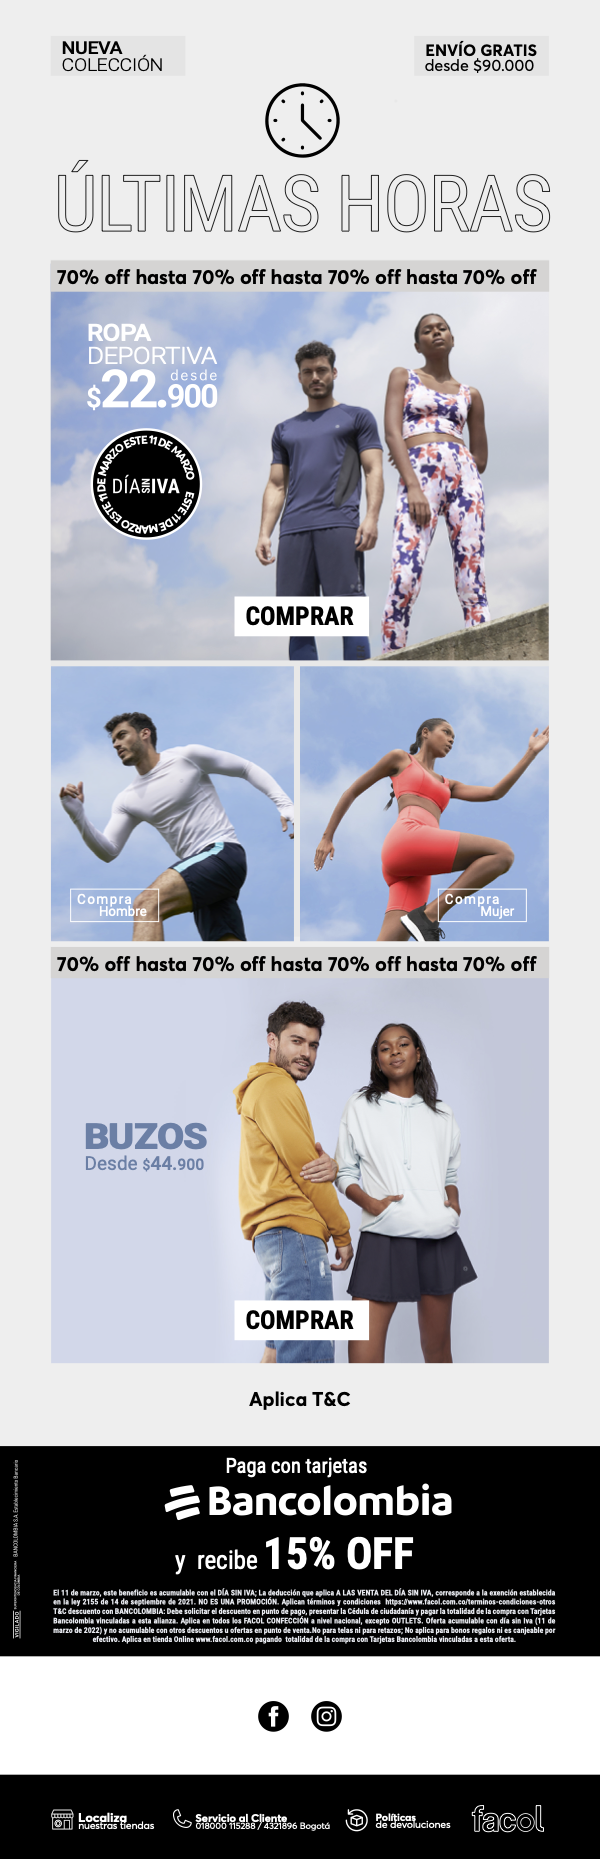 NUEVA
COLECCIÓN
ENVÍO GRATIS
desde $90.000
ÚLTIMAS HORAS
70% off hasta 70% off hasta 70% off hasta 70% off
ROPA
DEPORTIVA
desde
$22.900
ESTE 11 DE MARZO ESTE 11 DE MARZO ESTE 11 DE MARZO
DÍA SIN IVA
COMPRAR
Compra
Hombre
Compra
Mujer
70% off hasta 70% off hasta 70% off hasta 70% off
BUZOS
Desde $44.900
COMPRAR
Aplica T&C
Paga con tarjetas
Bancolombia
y recibe 15% OFF
El 11 de marzo, este beneficio es acumulable con el DÍA SIN IVA; La deducción que aplica A LAS VENTA DEL DÍA SIN IVA, corresponde a la exención establecida
en la ley 2155 de 14 de septiembre de 2021. NO ES UNA PROMOCIÓN. Aplican términos y condiciones https://www.facol.com.co/terminos-condiciones-otros
T&C descuento con BANCOLOMBIA: Debe solicitar el descuento en punto de pago, presentar la Cédula de ciudadanía y pagar la totalidad de la compra con Tarjetas
Bancolombia vinculadas a esta alianza. Aplica en todos los FACOL CONFECCIÓN a nivel nacional, excepto OUTLETS. Oferta acumulable con día sin Iva (11 de
marzo de 2022) y no acumulable con otros descuentos u ofertas en punto de venta.No para telas ni para retazos; No aplica para bonos regalos ni es canjeable por
efectivo. Aplica en tienda Online www.facol.com.co pagando totalidad de la compra con Tarjetas Bancolombia vinculadas a esta oferta.
BANCOLOMBIA S.A. Establecimiento Bancario
VIGILADO
Localiza
nuestras tiendas
Servicio al Cliente
018000 115288 / 4321896 Bogotá
Políticas
de devoluciones
facol